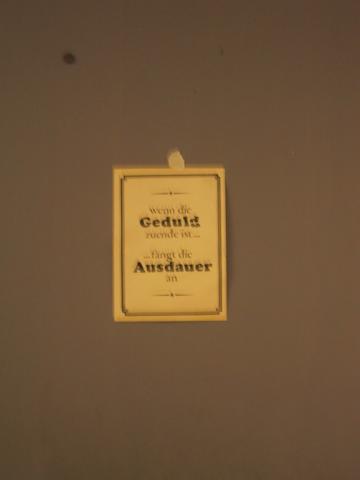 wenn die
Geduld
zuende ist...
...fängt die
Ausdauer
an